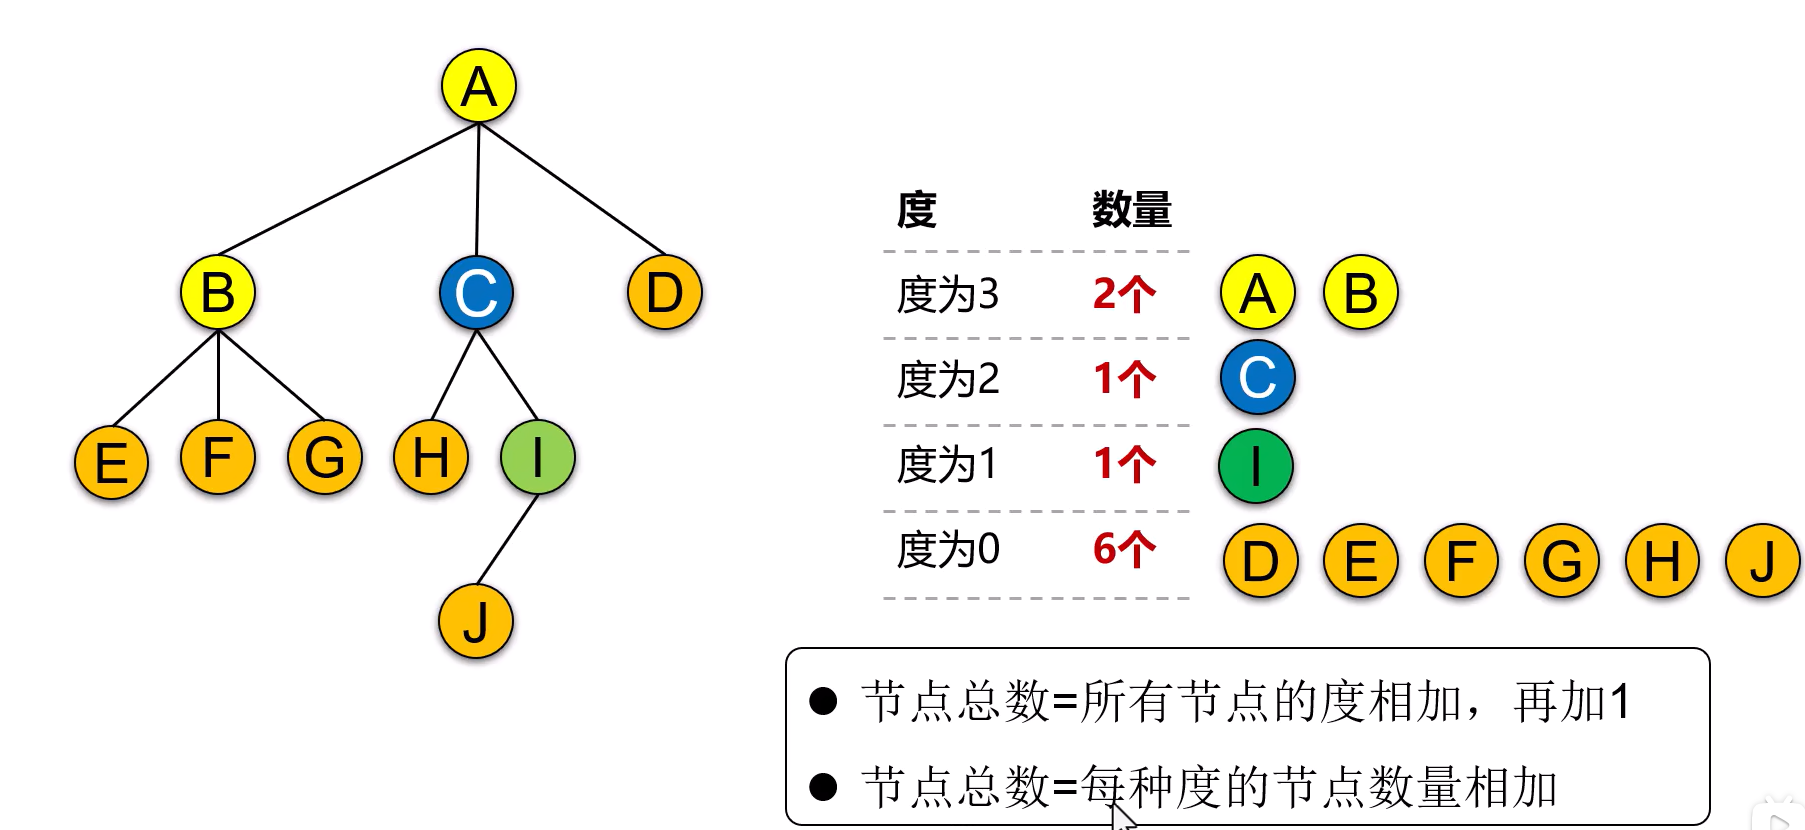 A
B C D
E F G H I
J
度 数量
度为3 2个 A B
度为2 1个 C
度为1 1个 I
度为0 6个 D E F G H J
● 节点总数=所有节点的度相加，再加1
● 节点总数=每种度的节点数量相加